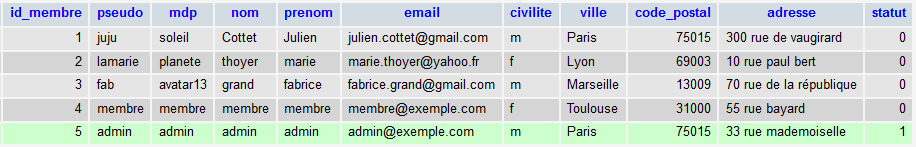 id_membre pseudo mdp nom prenom email civilite ville code_postal adresse statut
1 juju soleil Cottet Julien julien.cottet@gmail.com m Paris 75015 300 rue de vaugirard 0
2 lamarie planete thoyer marie marie.thoyer@yahoo.fr f Lyon 69003 10 rue paul bert 0
3 fab avatar13 grand fabrice fabrice.grand@gmail.com m Marseille 13009 70 rue de la république 0
4 membre membre membre membre membre@exemple.com f Toulouse 31000 55 rue bayard 0
5 admin admin admin admin admin@exemple.com m Paris 75015 33 rue mademoiselle 1